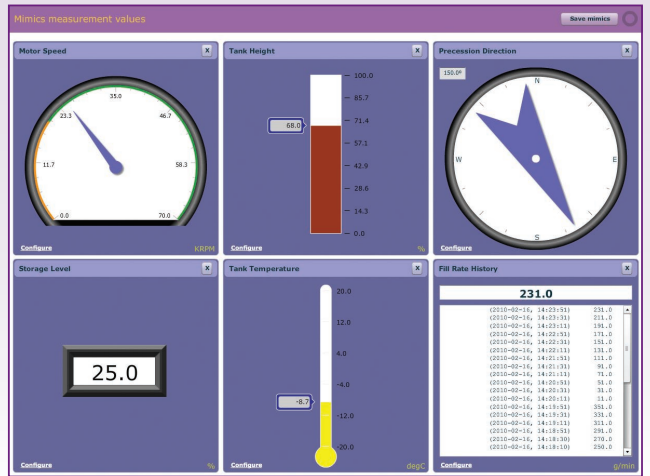 Mimics measurement values
Save mimics
Motor Speed
X
0.0
11.7
23.3
35.0
46.7
58.3
70.0
Configure
KRPM
Tank Height
X
100.0
85.7
71.4
68.0
57.1
42.9
28.6
14.3
0.0
Configure
%
Precession Direction
X
150.0º
N
W
E
S
Configure
Storage Level
X
25.0
Configure
%
Tank Temperature
X
20.0
12.0
4.0
-4.0
-8.7
-12.0
-20.0
Configure
degC
Fill Rate History
X
231.0
(2010-02-16, 14:23:51) 231.0
(2010-02-16, 14:23:31) 211.0
(2010-02-16, 14:23:11) 191.0
(2010-02-16, 14:22:51) 171.0
(2010-02-16, 14:22:31) 151.0
(2010-02-16, 14:22:11) 131.0
(2010-02-16, 14:21:51) 111.0
(2010-02-16, 14:21:31) 91.0
(2010-02-16, 14:21:11) 71.0
(2010-02-16, 14:20:51) 51.0
(2010-02-16, 14:20:31) 31.0
(2010-02-16, 14:20:11) 11.0
(2010-02-16, 14:19:51) 351.0
(2010-02-16, 14:19:31) 331.0
(2010-02-16, 14:19:11) 311.0
(2010-02-16, 14:18:51) 291.0
(2010-02-16, 14:18:30) 270.0
(2010-02-16, 14:18:10) 250.0
Configure
g/min